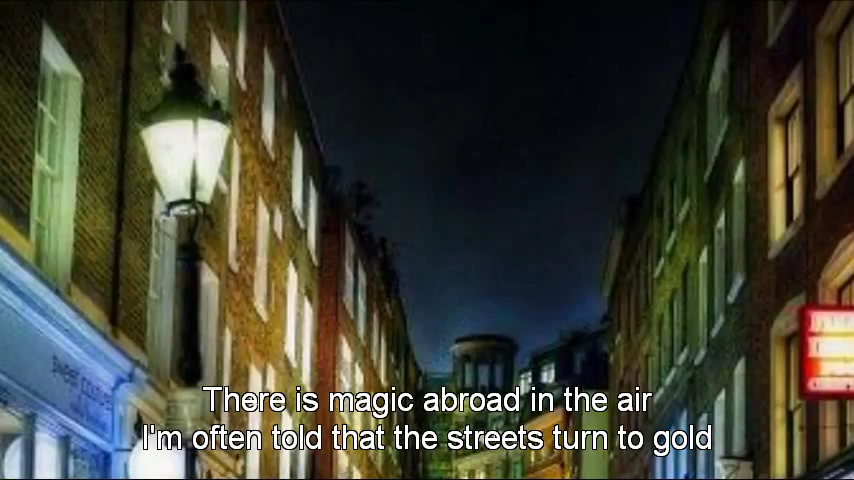 There is magic abroad in the air
I'm often told that the streets turn to gold